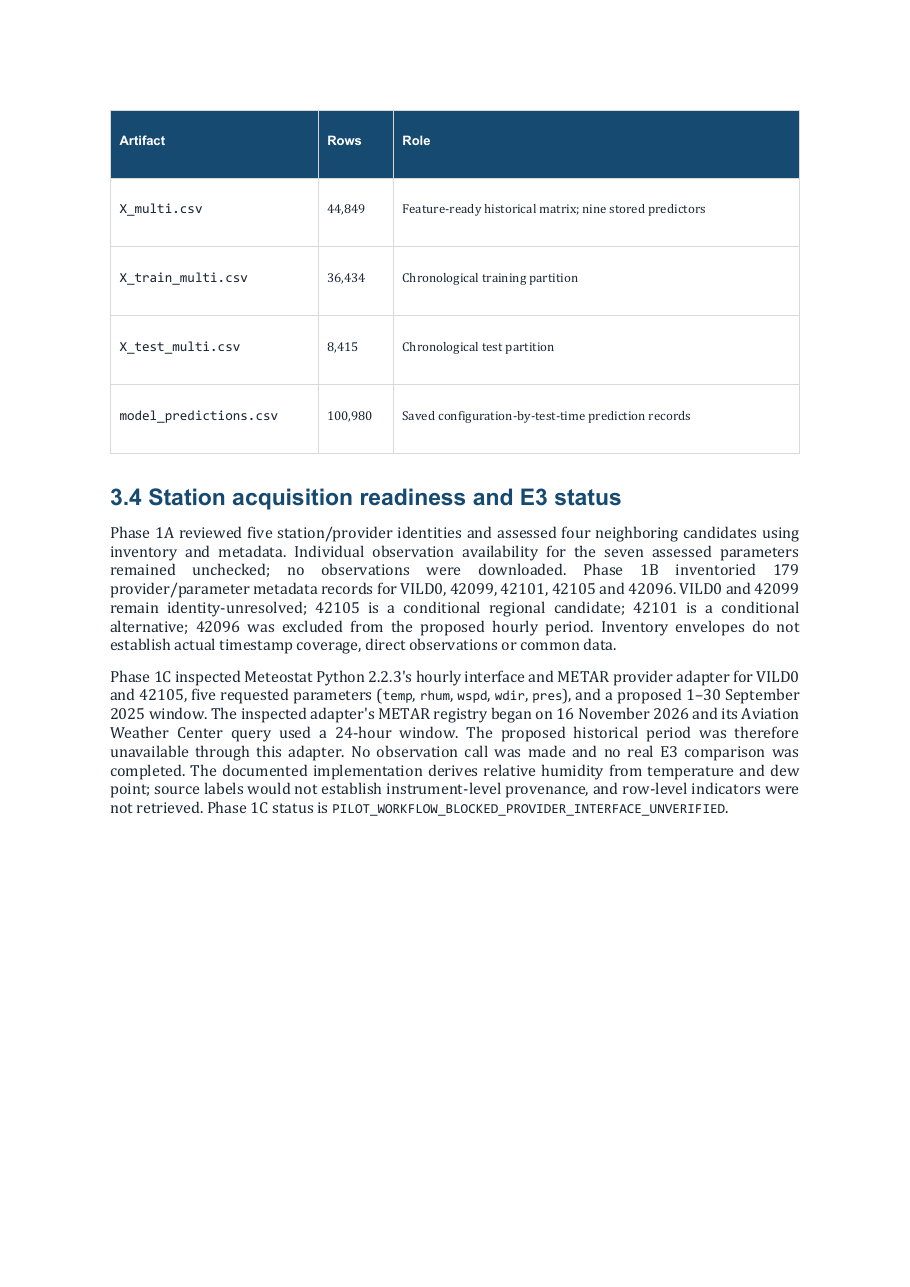 Artifact Rows Role
X_multi.csv 44,849 Feature-ready historical matrix; nine stored predictors
X_train_multi.csv 36,434 Chronological training partition
X_test_multi.csv 8,415 Chronological test partition
model_predictions.csv 100,980 Saved configuration-by-test-time prediction records
3.4 Station acquisition readiness and E3 status
Phase 1A reviewed five station/provider identities and assessed four neighboring candidates using
inventory and metadata. Individual observation availability for the seven assessed parameters
remained unchecked; no observations were downloaded. Phase 1B inventoried 179
provider/parameter metadata records for VILD0, 42099, 42101, 42105 and 42096. VILD0 and 42099
remain identity-unresolved; 42105 is a conditional regional candidate; 42101 is a conditional
alternative; 42096 was excluded from the proposed hourly period. Inventory envelopes do not
establish actual timestamp coverage, direct observations or common data.
Phase 1C inspected Meteostat Python 2.2.3's hourly interface and METAR provider adapter for VILD0
and 42105, five requested parameters (temp, rhum, wspd, wdir, pres), and a proposed 1–30 September
2025 window. The inspected adapter's METAR registry began on 16 November 2026 and its Aviation
Weather Center query used a 24-hour window. The proposed historical period was therefore
unavailable through this adapter. No observation call was made and no real E3 comparison was
completed. The documented implementation derives relative humidity from temperature and dew
point; source labels would not establish instrument-level provenance, and row-level indicators were
not retrieved. Phase 1C status is PILOT_WORKFLOW_BLOCKED_PROVIDER_INTERFACE_UNVERIFIED.